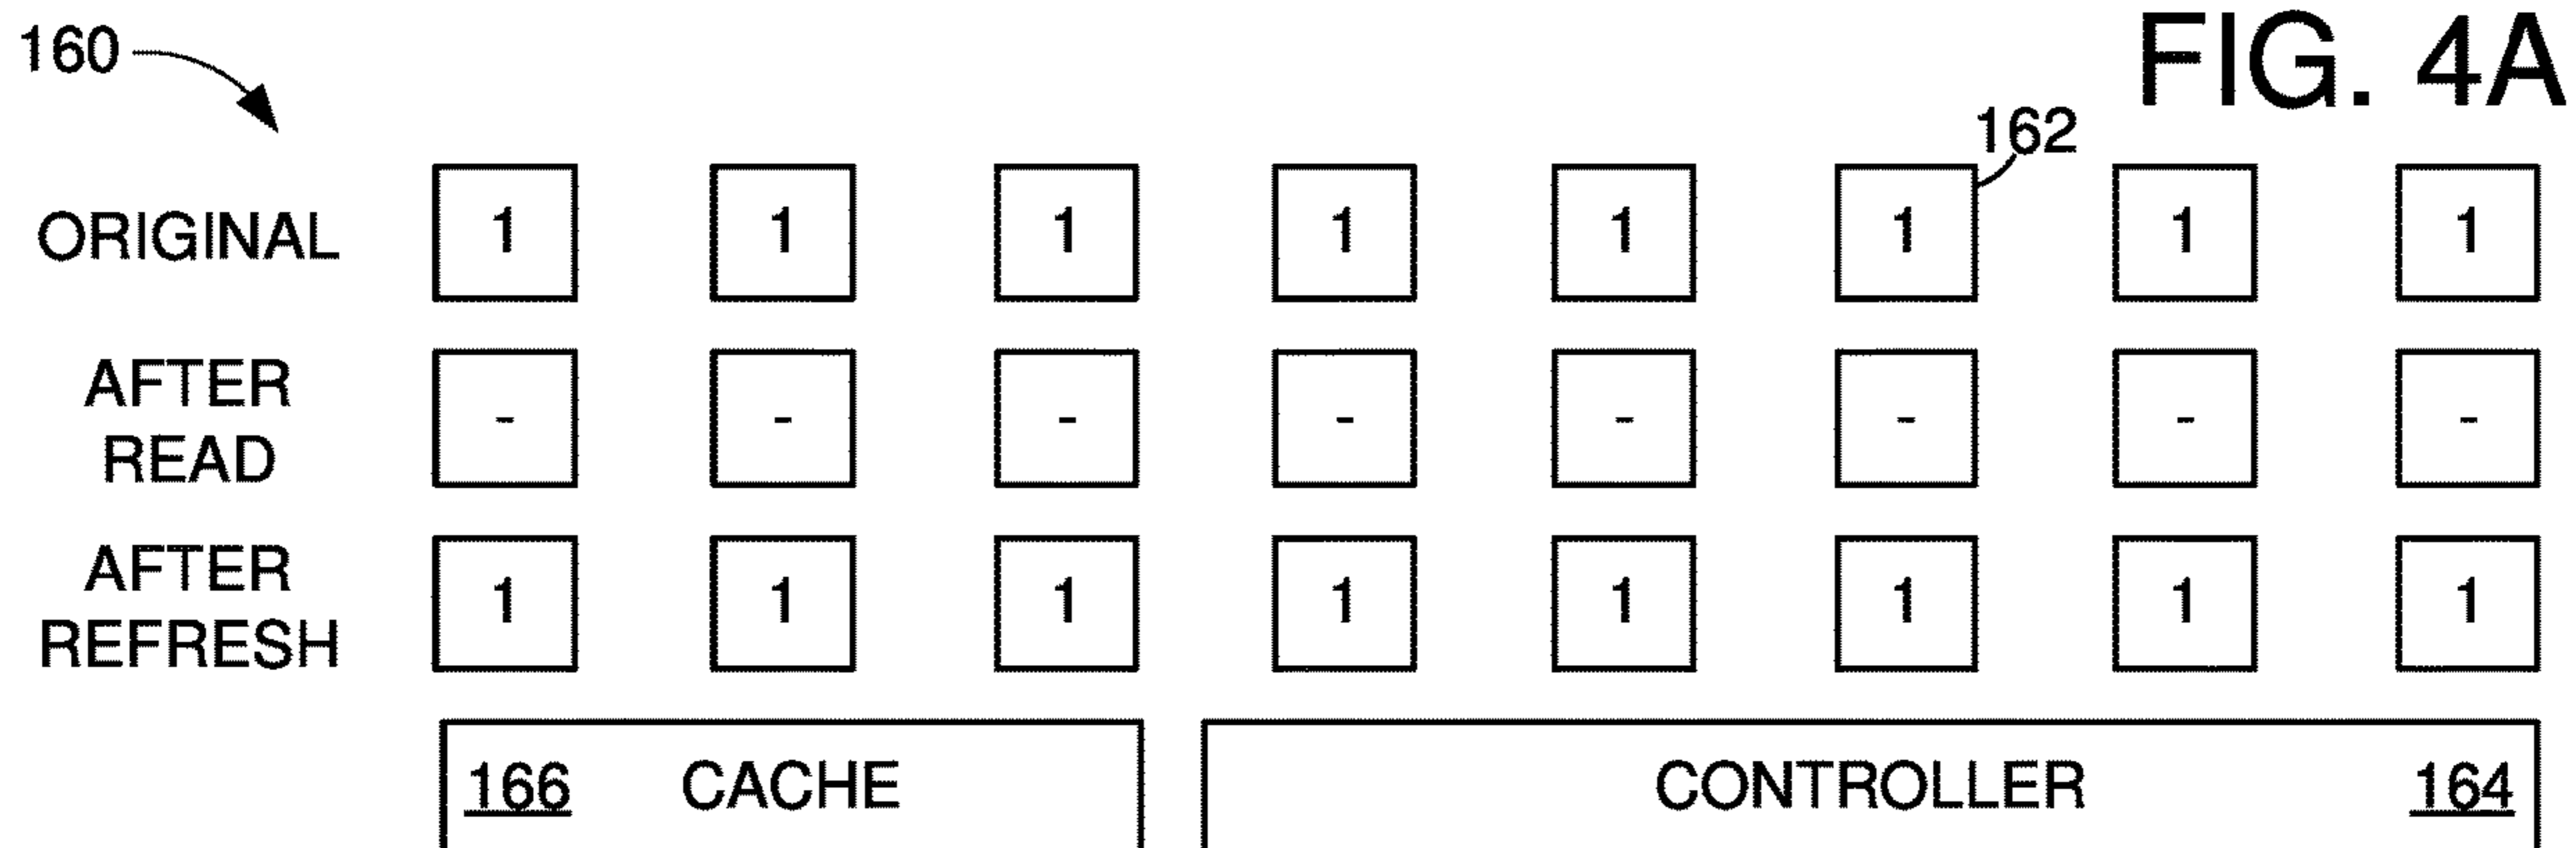 160
FIG. 4A
162
ORIGINAL 1 1 1 1 1 1 1 1
AFTER
READ
- - - - - - - -
AFTER
REFRESH
1 1 1 1 1 1 1 1
166 CACHE
CONTROLLER 164